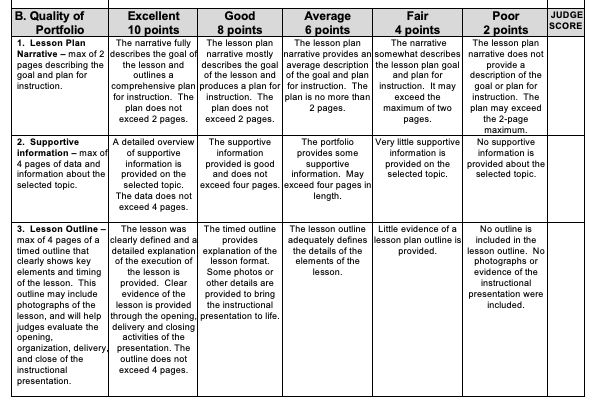 B. Quality of
Portfolio
Excellent
10 points
Good
8 points
Average
6 points
Fair
4 points
Poor
2 points
JUDGE
SCORE
1. Lesson Plan
Narrative – max of 2
pages describing the
goal and plan for
instruction.
The narrative fully
describes the goal of
the lesson and
outlines a
comprehensive plan
for instruction. The
plan does not
exceed 2 pages.
The lesson plan
narrative mostly
describes the goal
of the lesson and
produces a plan for
instruction. The
plan does not
exceed 2 pages.
The lesson plan
narrative provides an
average description
of the goal and plan
for instruction. The
plan is no more than
2 pages.
The narrative
somewhat describes
the lesson plan goal
and plan for
instruction. It may
exceed the
maximum of two
pages.
The lesson plan
narrative does not
provide a
description of the
goal or plan for
instruction. The
plan may exceed
the 2-page
maximum.
2. Supportive
information – max of
4 pages of data and
information about the
selected topic.
A detailed overview
of supportive
information is
provided on the
selected topic.
The data does not
exceed 4 pages.
The supportive
information
provided is good
and does not
exceed four pages.
The portfolio
provides some
supportive
information. May
exceed four pages in
length.
Very little supportive
information is
provided on the
selected topic.
No supportive
information is
provided about the
selected topic.
3. Lesson Outline –
max of 4 pages of a
timed outline that
clearly shows key
elements and timing
of the lesson. This
outline may include
photographs of the
lesson, and will help
judges evaluate the
opening,
organization, delivery,
and close of the
instructional
presentation.
The lesson was
clearly defined and a
detailed explanation
of the execution of
the lesson is
provided. Clear
evidence of the
lesson is provided
through the opening,
delivery and closing
activities of the
presentation. The
outline does not
exceed 4 pages.
The timed outline
provides
explanation of the
lesson format.
Some photos or
other details are
provided to bring
the instructional
presentation to life.
The lesson outline
adequately defines
the details of the
elements of the
lesson.
Little evidence of a
lesson plan outline is
provided.
No outline is
included in the
lesson outline. No
photographs or
evidence of the
instructional
presentation were
included.